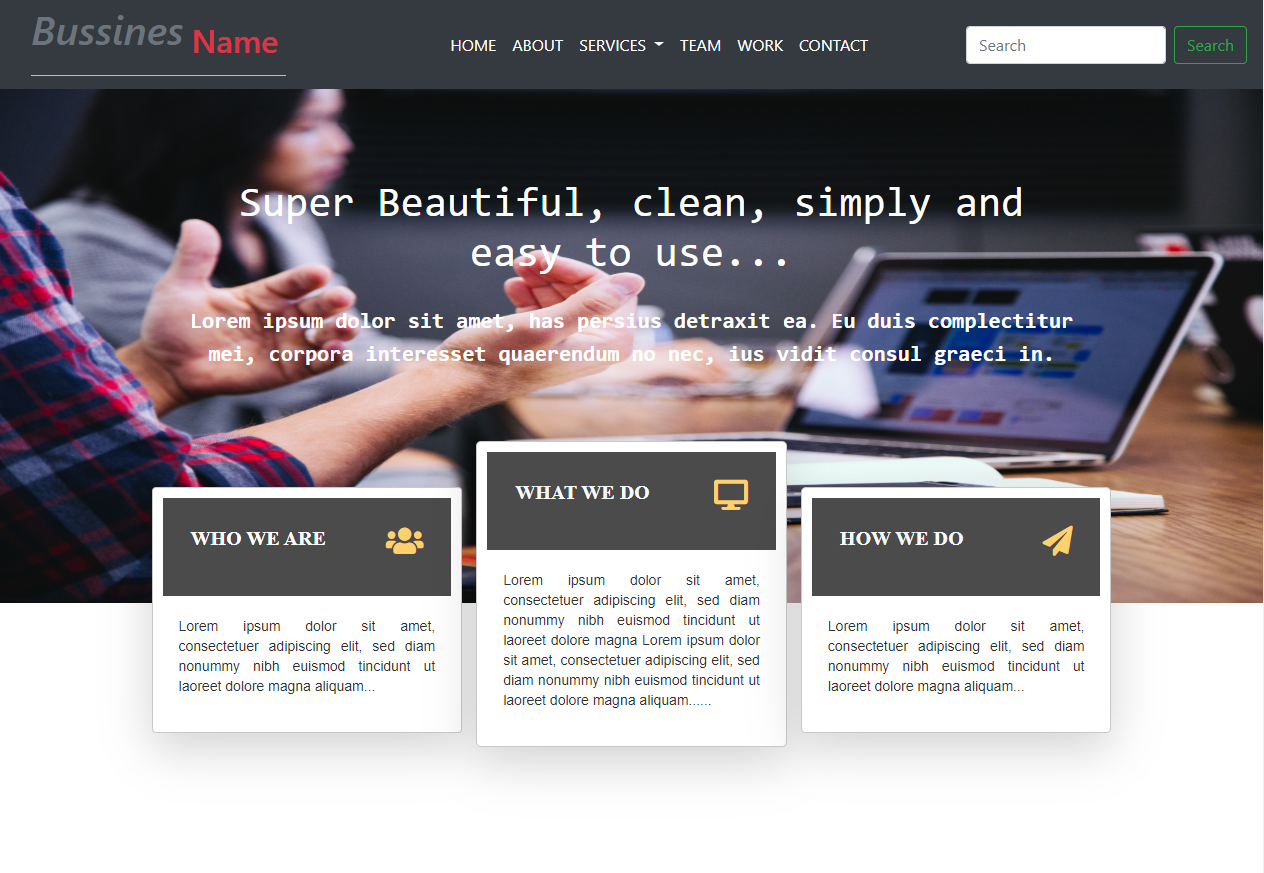 Bussines Name
HOME ABOUT SERVICES TEAM WORK CONTACT
Search
Search
Super Beautiful, clean, simply and
easy to use...
Lorem ipsum dolor sit amet, has persius detraxit ea. Eu duis complectitur
mei, corpora interesset quaerendum no nec, ius vidit consul graeci in.
WHO WE ARE
Lorem ipsum dolor sit amet,
consectetuer adipiscing elit, sed diam
nonummy nibh euismod tincidunt ut
laoreet dolore magna aliquam...
WHAT WE DO
Lorem ipsum dolor sit amet,
consectetuer adipiscing elit, sed diam
nonummy nibh euismod tincidunt ut
laoreet dolore magna Lorem ipsum dolor
sit amet, consectetuer adipiscing elit, sed
diam nonummy nibh euismod tincidunt ut
laoreet dolore magna aliquam......
HOW WE DO
Lorem ipsum dolor sit amet,
consectetuer adipiscing elit, sed diam
nonummy nibh euismod tincidunt ut
laoreet dolore magna aliquam...